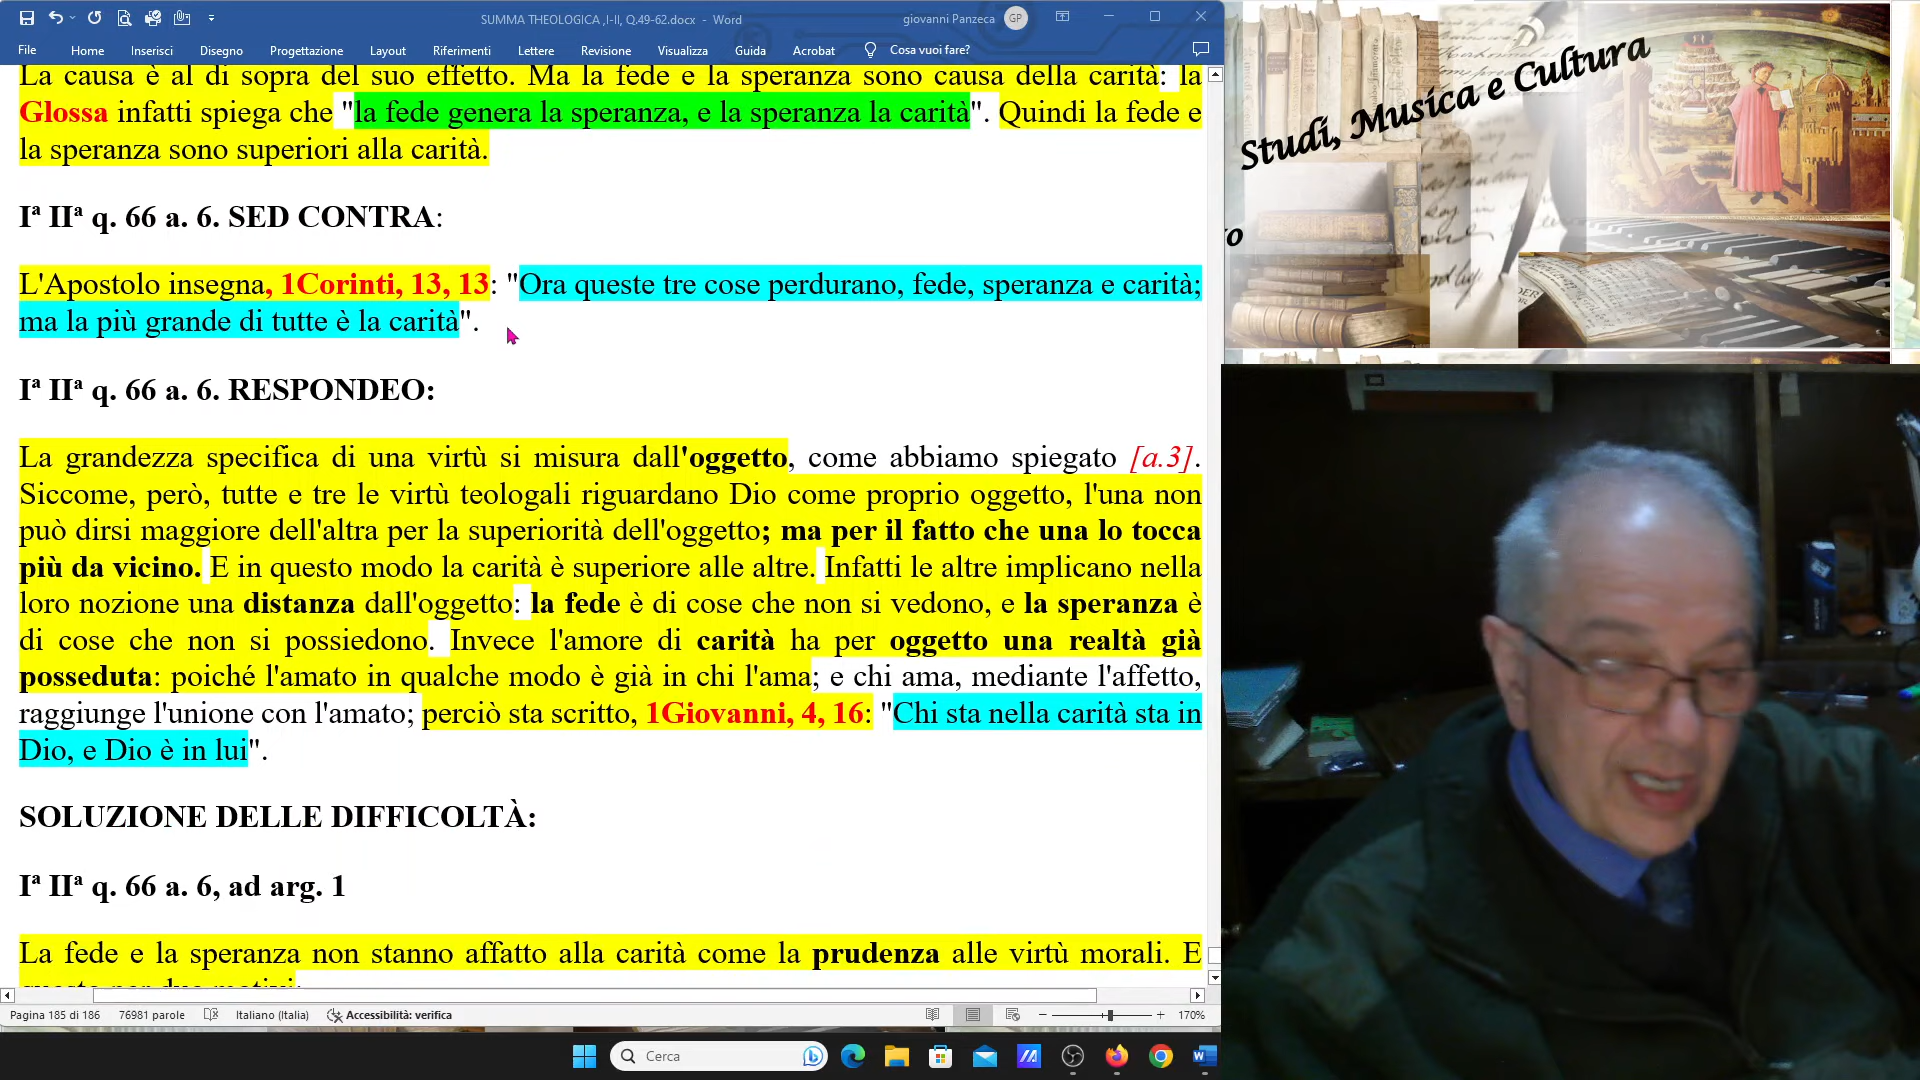 SUMMA THEOLOGICA ,I-II, Q.49-62.docx - Word
giovanni Panzeca GP
File Home Inserisci Disegno Progettazione Layout Riferimenti Lettere Revisione Visualizza Guida Acrobat Cosa vuoi fare?
La causa è al di sopra del suo effetto. Ma la fede e la speranza sono causa della carità: la
Glossa infatti spiega che "la fede genera la speranza, e la speranza la carità". Quindi la fede e
la speranza sono superiori alla carità.
Iª IIª q. 66 a. 6. SED CONTRA:
L'Apostolo insegna, 1Corinti, 13, 13: "Ora queste tre cose perdurano, fede, speranza e carità;
ma la più grande di tutte è la carità".
Iª IIª q. 66 a. 6. RESPONDEO:
La grandezza specifica di una virtù si misura dall'oggetto, come abbiamo spiegato [a.3].
Siccome, però, tutte e tre le virtù teologali riguardano Dio come proprio oggetto, l'una non
può dirsi maggiore dell'altra per la superiorità dell'oggetto; ma per il fatto che una lo tocca
più da vicino. E in questo modo la carità è superiore alle altre. Infatti le altre implicano nella
loro nozione una distanza dall'oggetto: la fede è di cose che non si vedono, e la speranza è
di cose che non si possiedono. Invece l'amore di carità ha per oggetto una realtà già
posseduta: poiché l'amato in qualche modo è già in chi l'ama; e chi ama, mediante l'affetto,
raggiunge l'unione con l'amato; perciò sta scritto, 1Giovanni, 4, 16: "Chi sta nella carità sta in
Dio, e Dio è in lui".
SOLUZIONE DELLE DIFFICOLTÀ:
Iª IIª q. 66 a. 6, ad arg. 1
La fede e la speranza non stanno affatto alla carità come la prudenza alle virtù morali. E
questo per due motivi:
Pagina 185 di 186 76981 parole Italiano (Italia) Accessibilità: verifica 170%
Cerca
Studi, Musica e Cultura